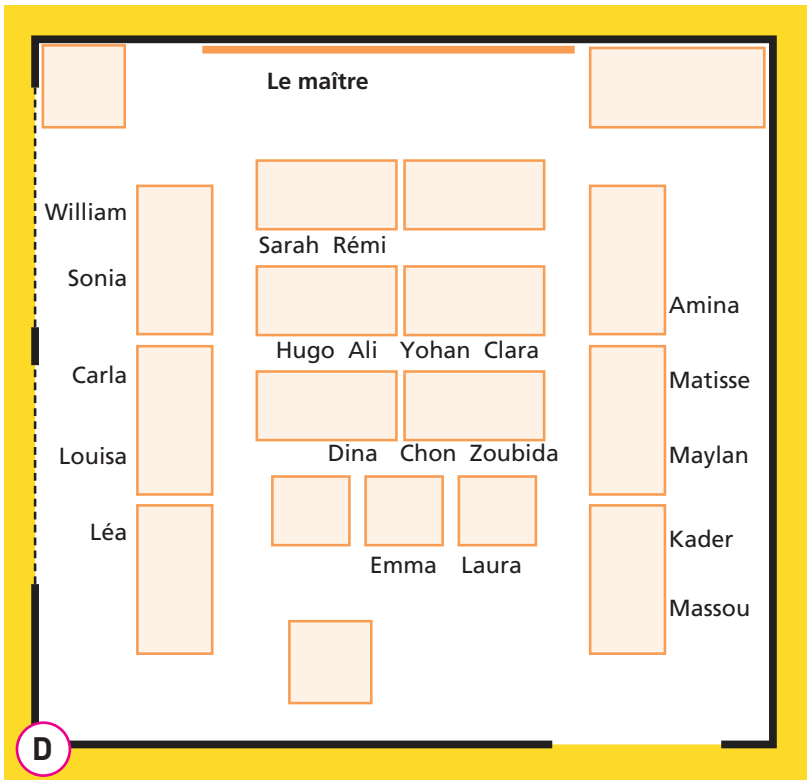 Le maître
William
Sarah Rémi
Sonia
Amina
Hugo Ali Yohan Clara
Carla
Matisse
Louisa
Dina Chon Zoubida
Maylan
Léa
Kader
Emma Laura
Massou
D